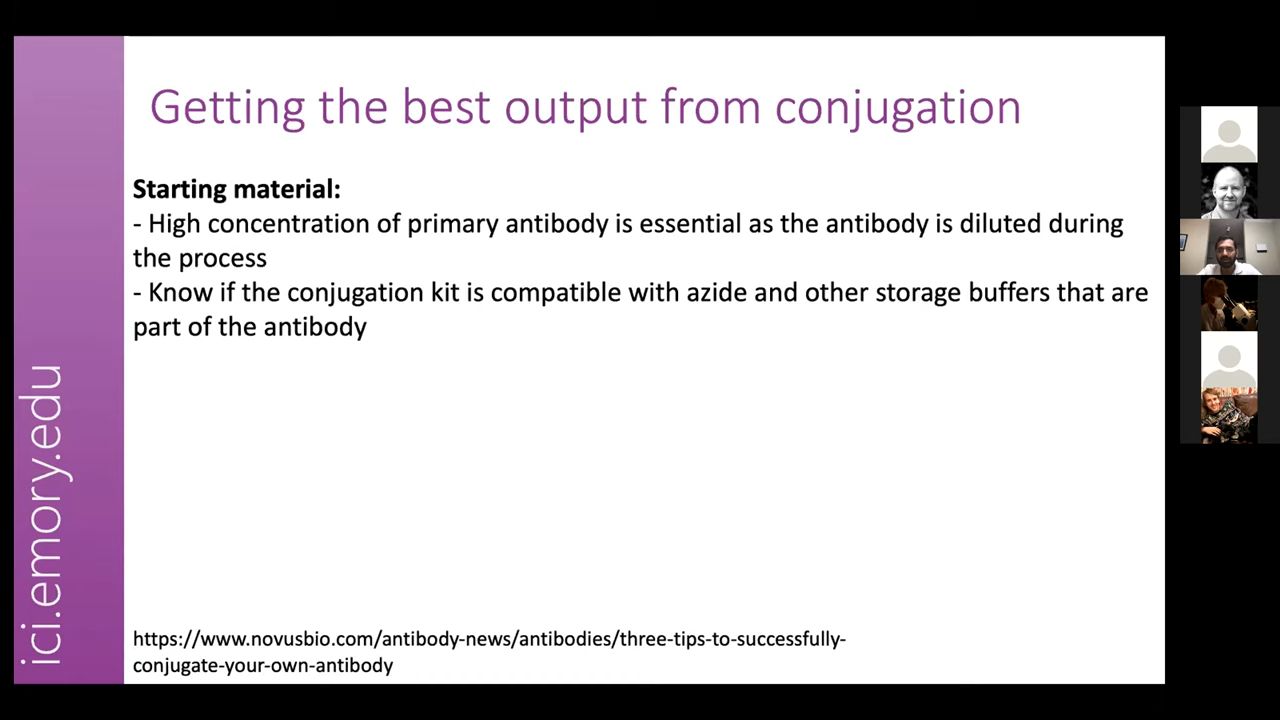 Getting the best output from conjugation
Starting material:
- High concentration of primary antibody is essential as the antibody is diluted during
the process
- Know if the conjugation kit is compatible with azide and other storage buffers that are
part of the antibody
ici.emory.edu
https://www.novusbio.com/antibody-news/antibodies/three-tips-to-successfully-
conjugate-your-own-antibody